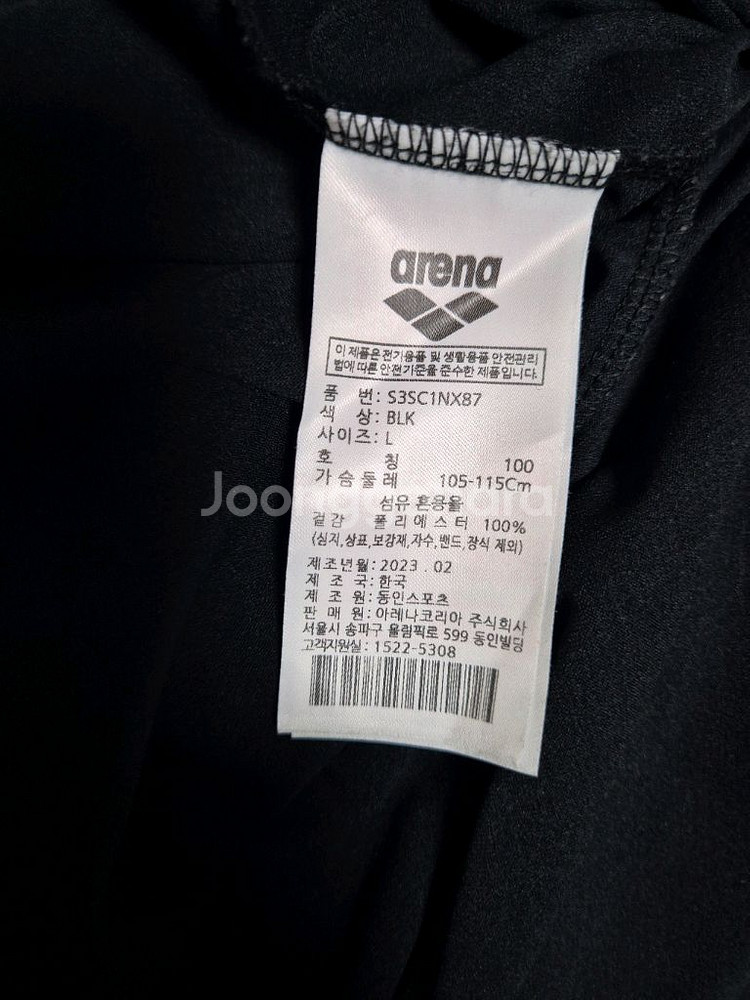 arena
이 제품은 전기용품 및 생활용품 안전관리
법에 따른 안전기준을 준수한 제품 입니다.
품 번: S3SC1NX87
색 상: BLK
사이즈: L
호 칭 100
가슴둘레 105-115Cm
Joonggonara
섬유 혼용율
겉감 폴리에스터 100%
(심지,상표,보강재,자수,밴드,장식 제외)
제조년월: 2023 . 02
제 조 국: 한국
제 조 원: 동인스포츠
판 매 원: 아레나코리아 주식회사
서울시 송파구 올림픽로 599 동인빌딩
고객지원실 : 1522-5308